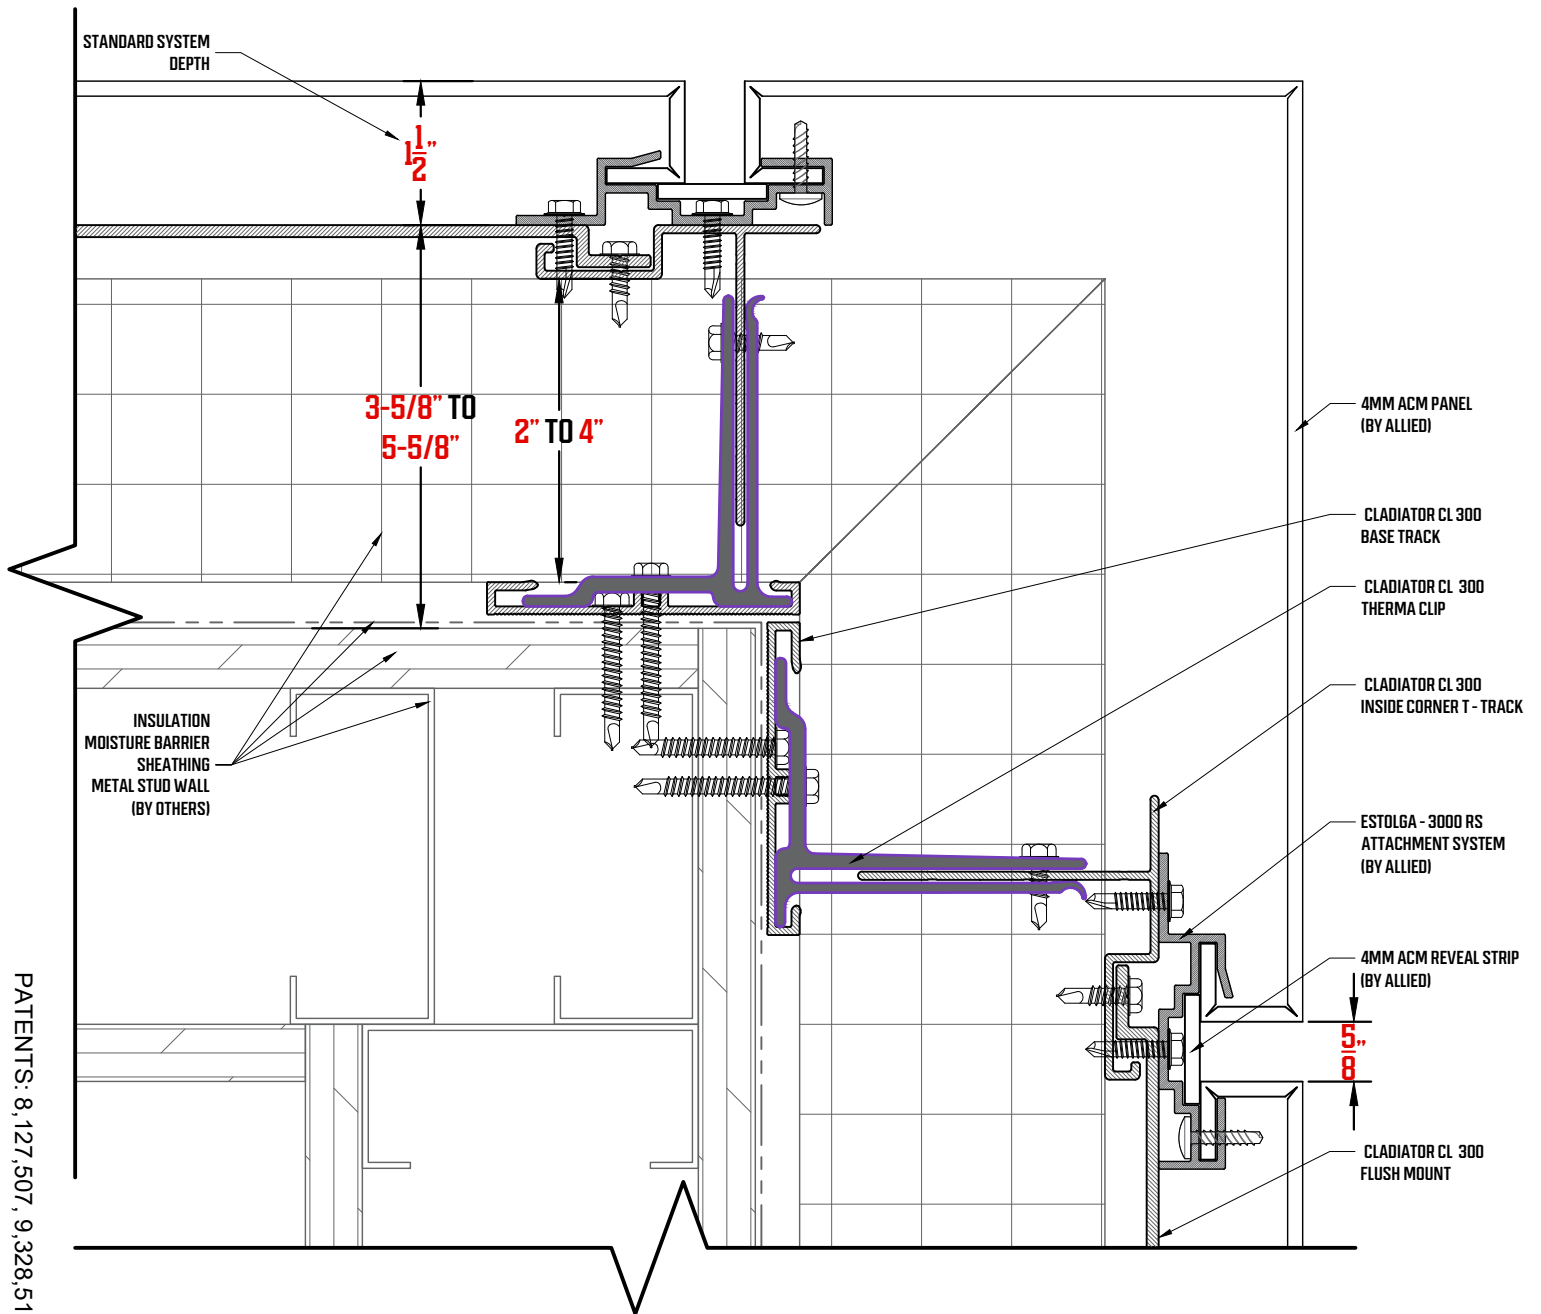 STANDARD SYSTEM
DEPTH
1 1/2"
3-5/8" TO
5-5/8"
2" TO 4"
4MM ACM PANEL
(BY ALLIED)
CLADIATOR CL 300
BASE TRACK
CLADIATOR CL 300
THERMA CLIP
CLADIATOR CL 300
INSIDE CORNER T - TRACK
INSULATION
MOISTURE BARRIER
SHEATHING
METAL STUD WALL
(BY OTHERS)
ESTOLGA - 3000 RS
ATTACHMENT SYSTEM
(BY ALLIED)
4MM ACM REVEAL STRIP
(BY ALLIED)
5/8"
CLADIATOR CL 300
FLUSH MOUNT
PATENTS: 8,127,507, 9,328,51